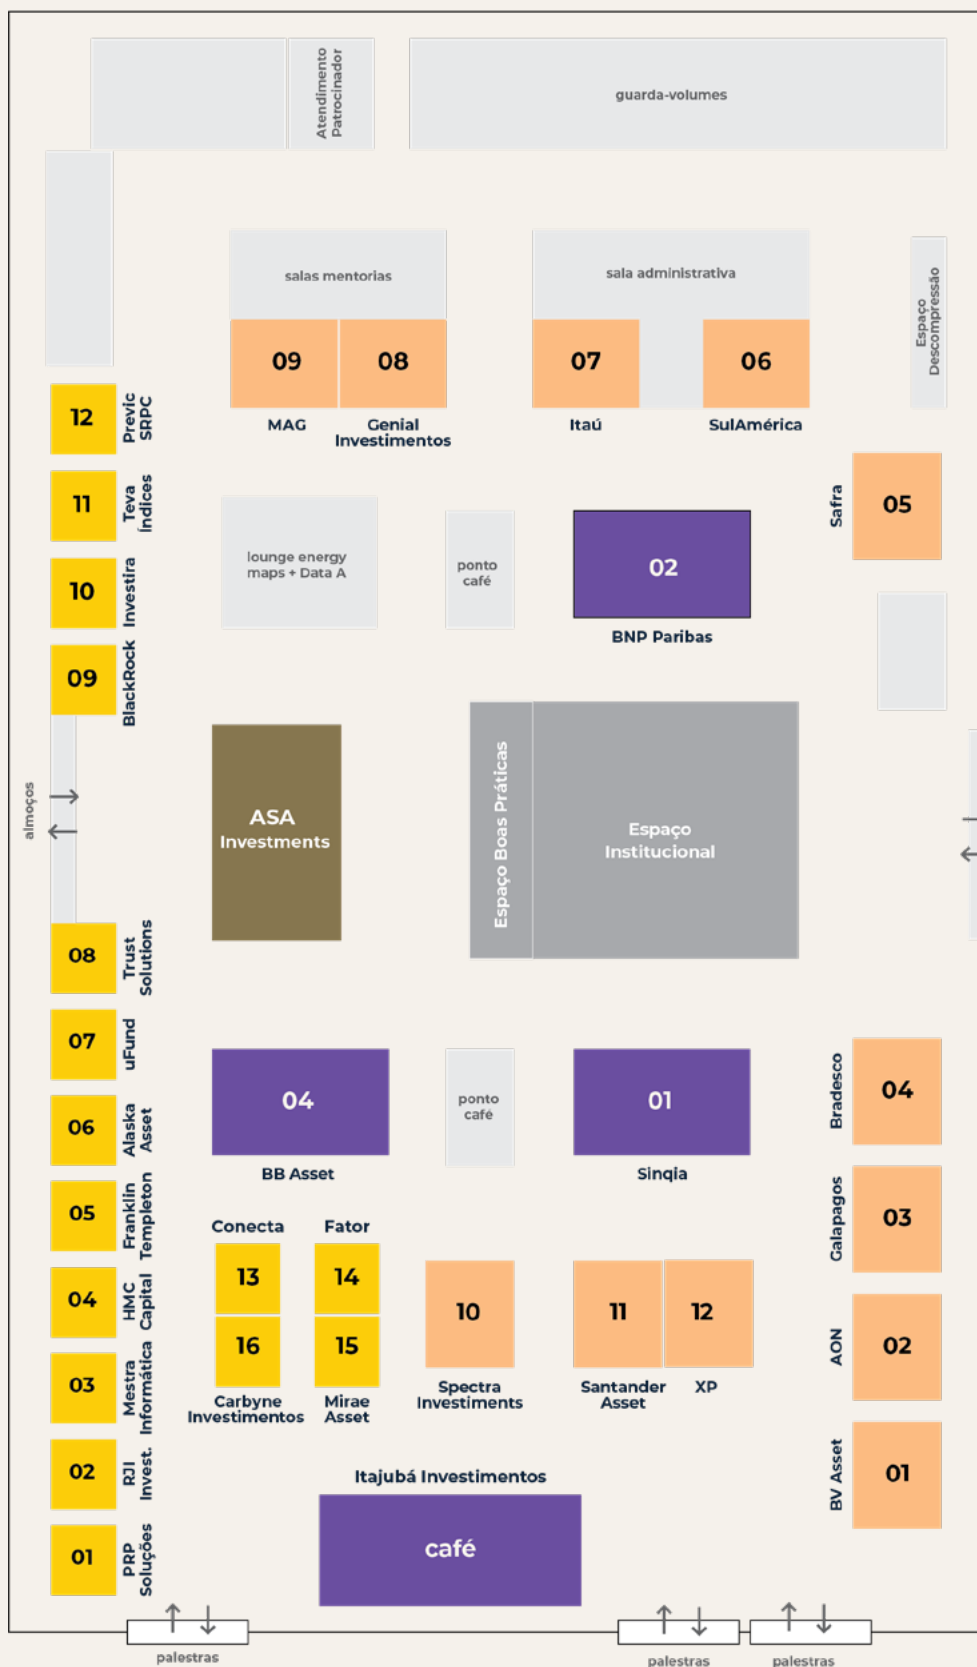 Atendimento
Patrocinador
guarda-volumes
salas mentorias
sala administrativa
Espaço
Descompressão
09
08
07
06
MAG
Genial
Investimentos
Itaú
SulAmérica
12
Previc
SRPC
11
Teva
Índices
10
Investira
09
BlackRock
05
Safra
lounge energy
maps + Data A
ponto
café
02
BNP Paribas
almoços
ASA
Investments
Espaço Boas Práticas
Espaço
Institucional
08
Trust
Solutions
07
uFund
06
Alaska
Asset
05
Franklin
Templeton
04
HMC
Capital
03
Mestra
Informática
02
RJI
Invest.
01
PRP
Soluções
04
BB Asset
ponto
café
01
Sinqia
Bradesco
04
Galapagos
03
AON
02
BV Asset
01
Conecta
Fator
13
14
16
15
Carbyne
Investimentos
Mirae
Asset
10
Spectra
Investiments
11
12
Santander
Asset
XP
Itajubá Investimentos
café
palestras
palestras
palestras